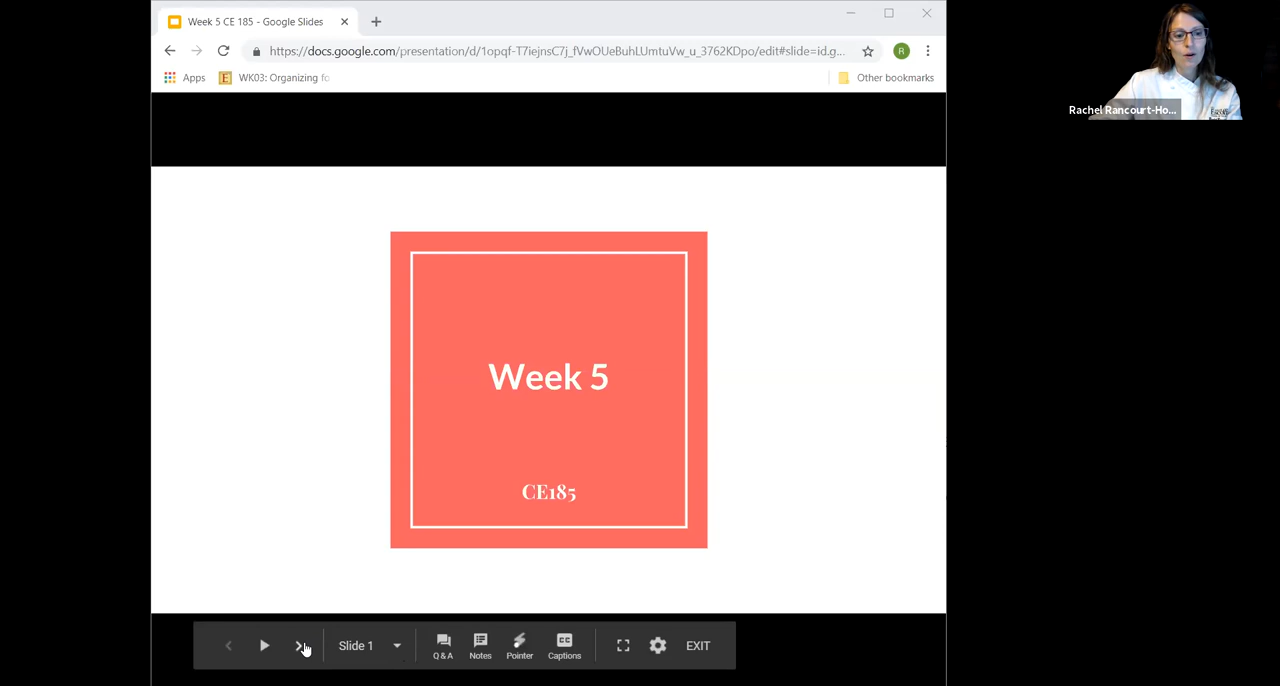 Week 5 CE 185 - Google Slides
https://docs.google.com/presentation/d/1opqf-T7iejnsC7j_fVwOUeBuhLUmtuVw_u_3762KDpo/edit#slide=id.g...
R
Apps
WK03: Organizing fo
Other bookmarks
Rachel Rancourt-Ho...
Week 5
CE185
Slide 1
Q & A
Notes
Pointer
CC
Captions
EXIT